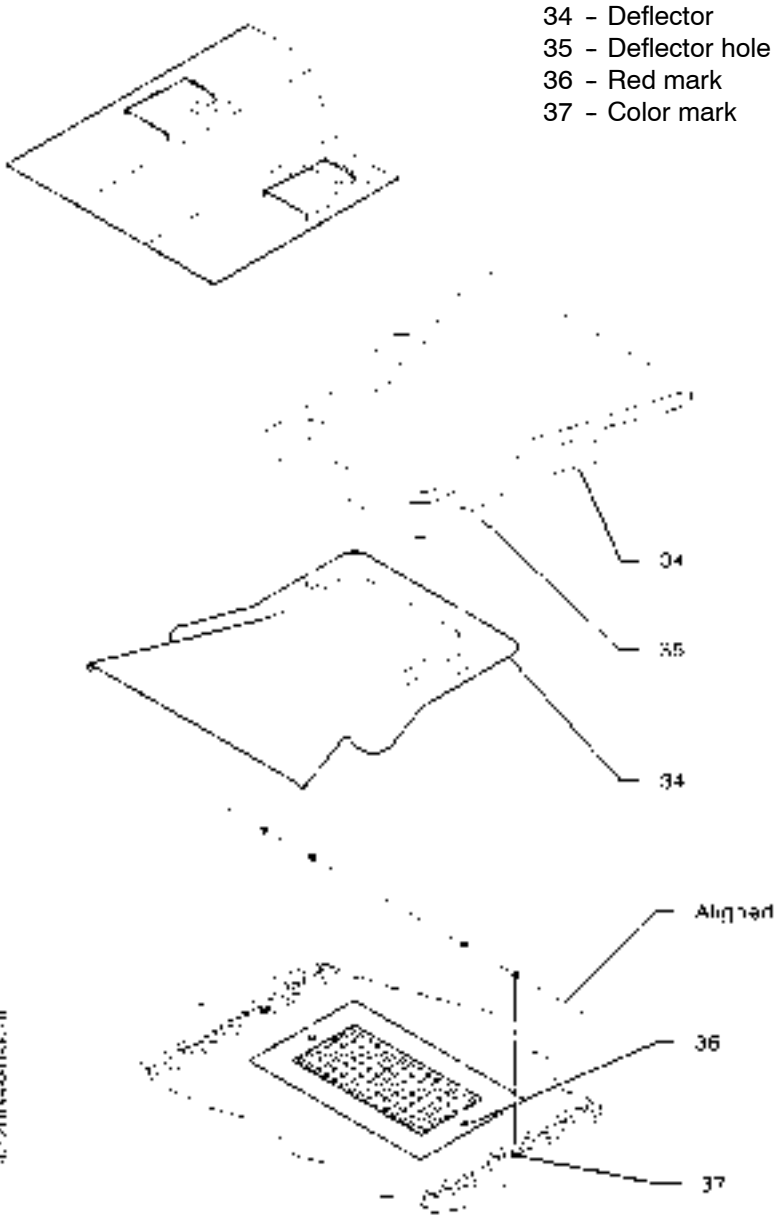 34 - Deflector
35 - Deflector hole
36 - Red mark
37 - Color mark
34
35
34
Aligned
36
37